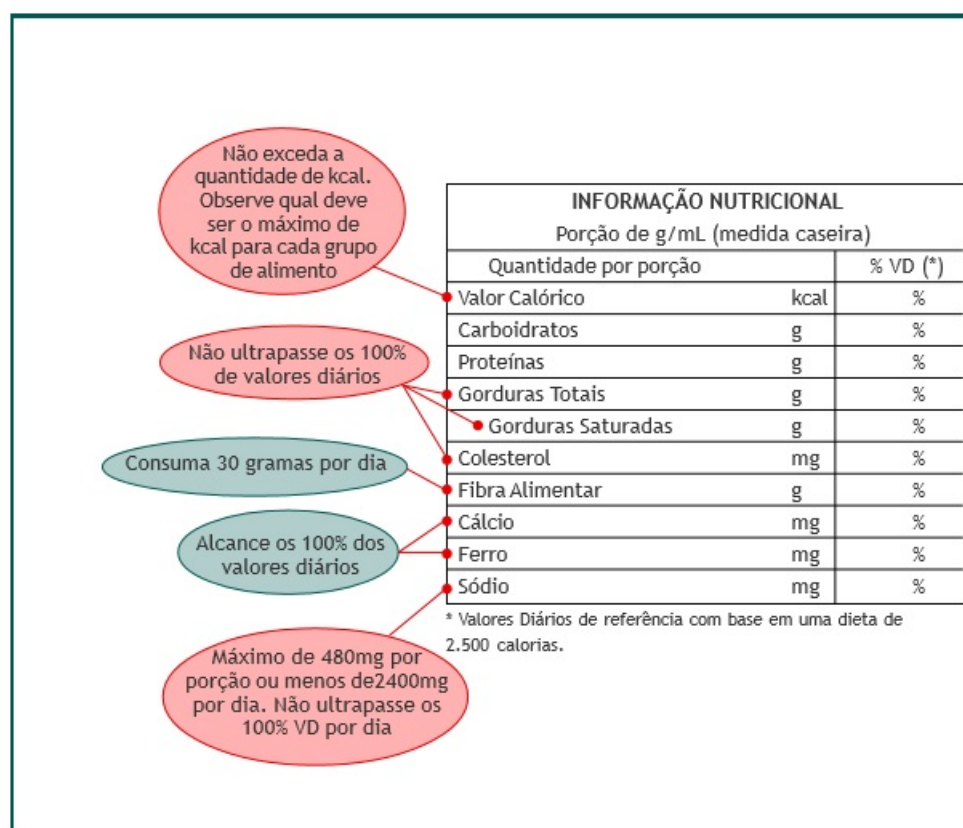 Não exceda a
quantidade de kcal.
Observe qual deve
ser o máximo de
kcal para cada grupo
de alimento
Não ultrapasse os 100%
de valores diários
Consuma 30 gramas por dia
Alcance os 100% dos
valores diários
Máximo de 480mg por
porção ou menos de2400mg
por dia. Não ultrapasse os
100% VD por dia
INFORMAÇÃO NUTRICIONAL
Porção de g/mL (medida caseira)
Quantidade por porção % VD (*)
Valor Calórico kcal %
Carboidratos g %
Proteínas g %
Gorduras Totais g %
Gorduras Saturadas g %
Colesterol mg %
Fibra Alimentar g %
Cálcio mg %
Ferro mg %
Sódio mg %
* Valores Diários de referência com base em uma dieta de
2.500 calorias.